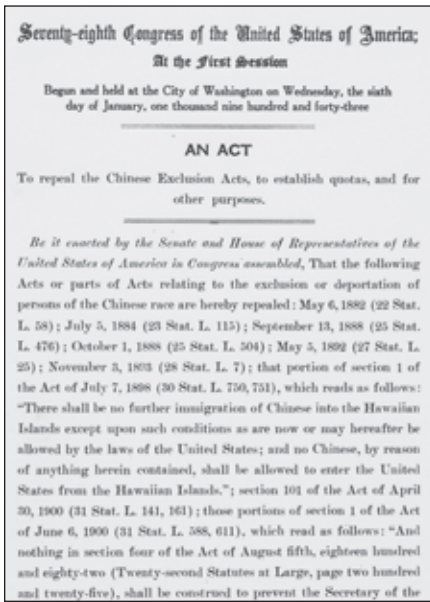 Seventy-eighth Congress of the United States of America;
At the First Session
Begun and held at the City of Washington on Wednesday, the sixth
day of January, one thousand nine hundred and forty-three
AN ACT
To repeal the Chinese Exclusion Acts, to establish quotas, and for
other purposes.
Be it enacted by the Senate and House of Representatives of the
United States of America in Congress assembled, That the following
Acts or parts of Acts relating to the exclusion or deportation of
persons of the Chinese race are hereby repealed: May 6, 1882 (22 Stat.
L. 58); July 5, 1884 (23 Stat. L. 115); September 13, 1888 (25 Stat.
L. 476); October 1, 1888 (25 Stat. L. 504); May 5, 1892 (27 Stat. L.
25); November 3, 1893 (28 Stat. L. 7); that portion of section 1 of
the Act of July 7, 1898 (30 Stat. L. 750, 751), which reads as follows:
"There shall be no further immigration of Chinese into the Hawaiian
Islands except upon such conditions as are now or may hereafter be
allowed by the laws of the United States; and no Chinese, by reason
of anything herein contained, shall be allowed to enter the United
States from the Hawaiian Islands."; section 101 of the Act of April
30, 1900 (31 Stat. L. 141, 161); those portions of section 1 of the Act
of June 6, 1900 (31 Stat. L. 588, 611), which read as follows: "And
nothing in section four of the Act of August fifth, eighteen hundred
and eighty-two (Twenty-second Statutes at Large, page two hundred
and twenty-five), shall be construed to prevent the Secretary of the